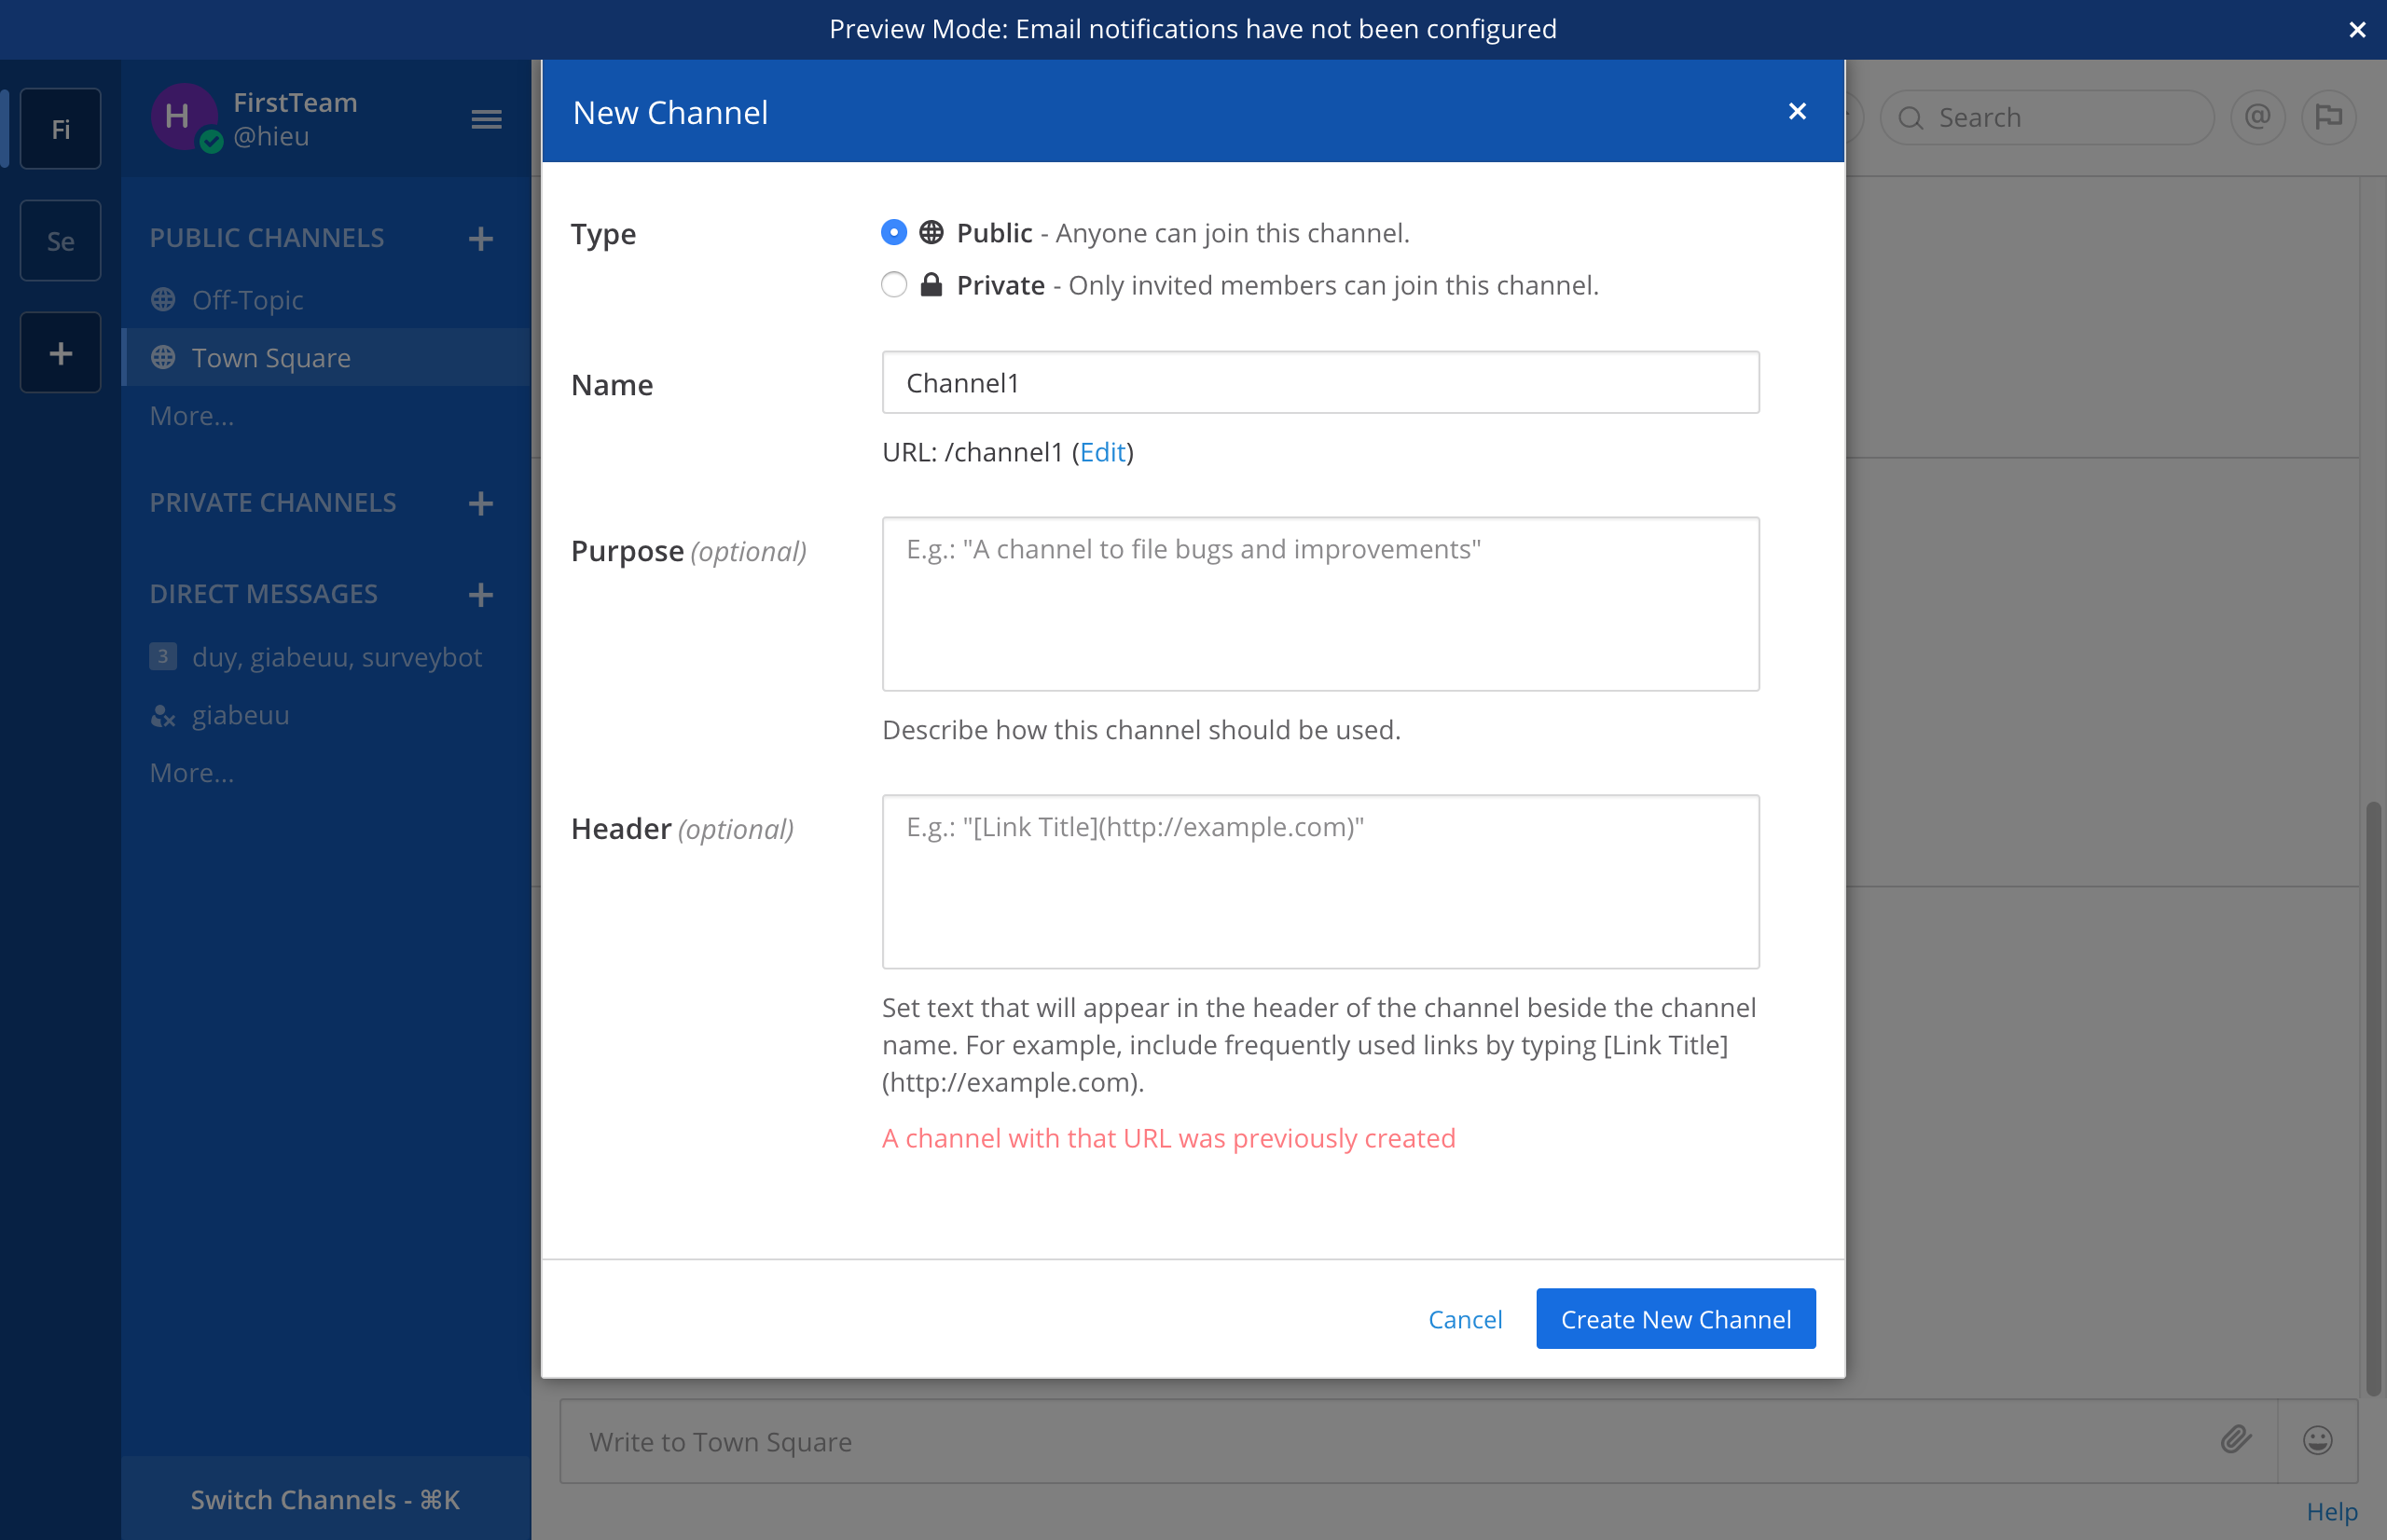 Preview Mode: Email notifications have not been configured
Fi
Se
H
FirstTeam
@hieu
PUBLIC CHANNELS
Off-Topic
Town Square
More...
PRIVATE CHANNELS
DIRECT MESSAGES
3 duy, giabeuu, surveybot
giabeuu
More...
Switch Channels - ⌘K
New Channel
Type
Public - Anyone can join this channel.
Private - Only invited members can join this channel.
Name
Channel1
URL: /channel1 (Edit)
Purpose (optional)
E.g.: "A channel to file bugs and improvements"
Describe how this channel should be used.
Header (optional)
E.g.: "[Link Title](http://example.com)"
Set text that will appear in the header of the channel beside the channel
name. For example, include frequently used links by typing [Link Title]
(http://example.com).
A channel with that URL was previously created
Cancel
Create New Channel
Search
@
Write to Town Square
Help